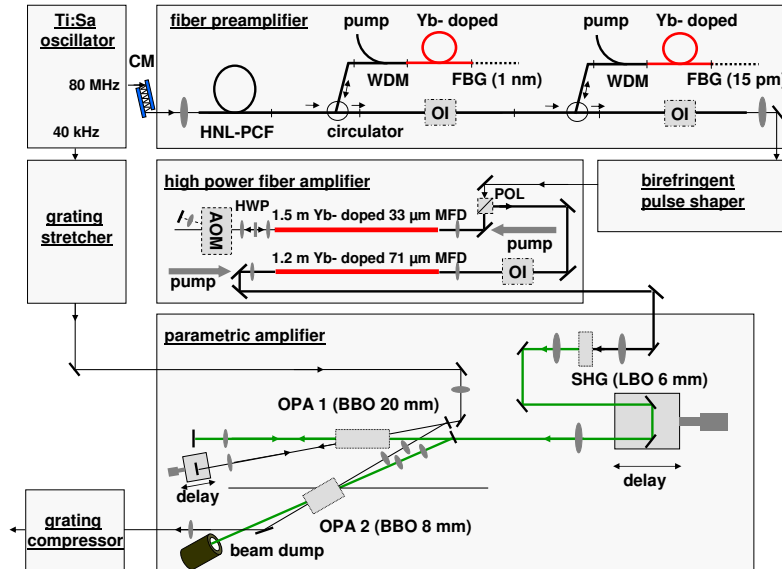 Ti:Sa
oscillator
80 MHz
40 kHz
CM
fiber preamplifier
pump
Yb- doped
WDM
FBG (1 nm)
pump
Yb- doped
WDM
FBG (15 pm)
HNL-PCF
circulator
OI
OI
grating
stretcher
high power fiber amplifier
birefringent
pulse shaper
POL
AOM
HWP
1.5 m Yb- doped 33 µm MFD
pump
1.2 m Yb- doped 71 µm MFD
pump
OI
parametric amplifier
SHG (LBO 6 mm)
OPA 1 (BBO 20 mm)
delay
delay
OPA 2 (BBO 8 mm)
beam dump
grating
compressor